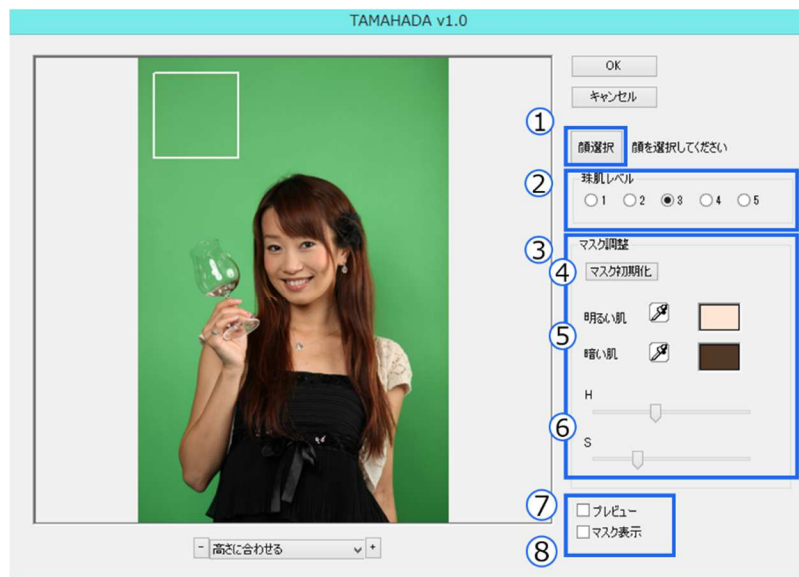 TAMAHADA v1.0
OK
キャンセル
①
顔選択 顔を選択してください
②
珠肌レベル
1 2 3 4 5
③
マスク調整
④
マスク初期化
明るい肌
⑤
暗い肌
H
⑥
S
⑦
プレビュー
マスク表示
⑧
- 高さに合わせる +